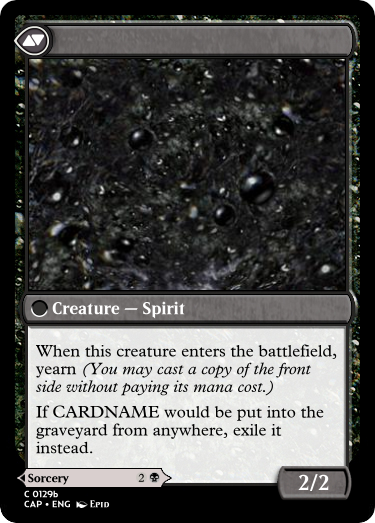 Creature — Spirit
When this creature enters the battlefield,
yearn (You may cast a copy of the front
side without paying its mana cost.)
If CARDNAME would be put into the
graveyard from anywhere, exile it
instead.
Sorcery 2
2/2
C 0129b
CAP • ENG Epid